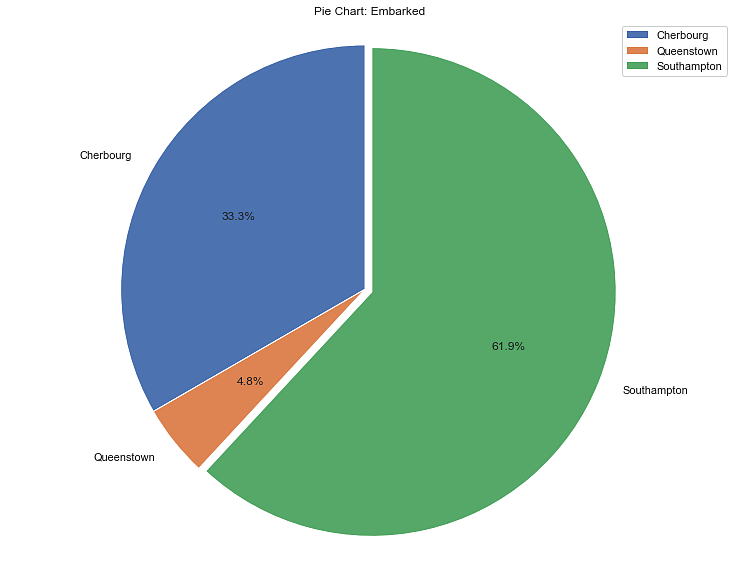 Pie Chart: Embarked
Cherbourg
Queenstown
Southampton
Cherbourg
33.3%
61.9%
4.8%
Southampton
Queenstown